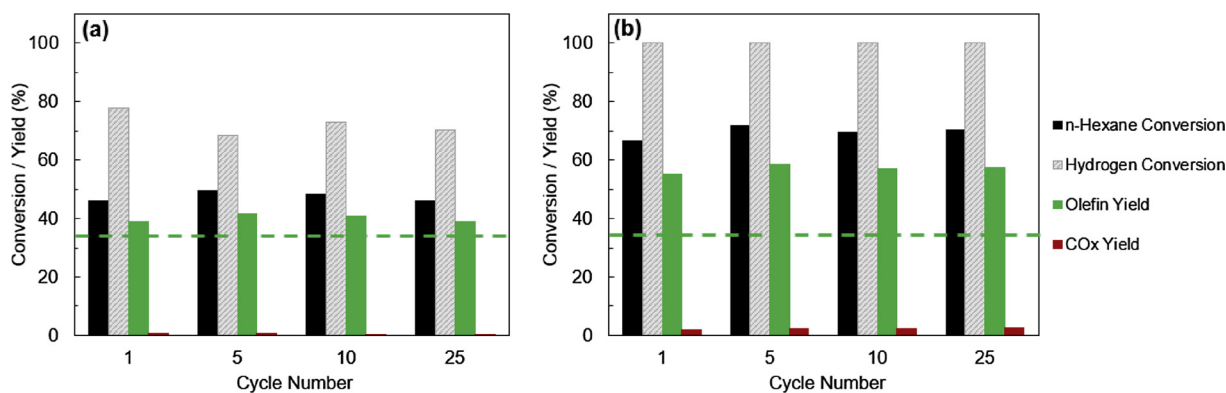 (a)
Conversion / Yield (%)
100
80
60
40
20
0
1 5 10 25
Cycle Number
(b)
Conversion / Yield (%)
100
80
60
40
20
0
1 5 10 25
Cycle Number
n-Hexane Conversion
Hydrogen Conversion
Olefin Yield
COx Yield